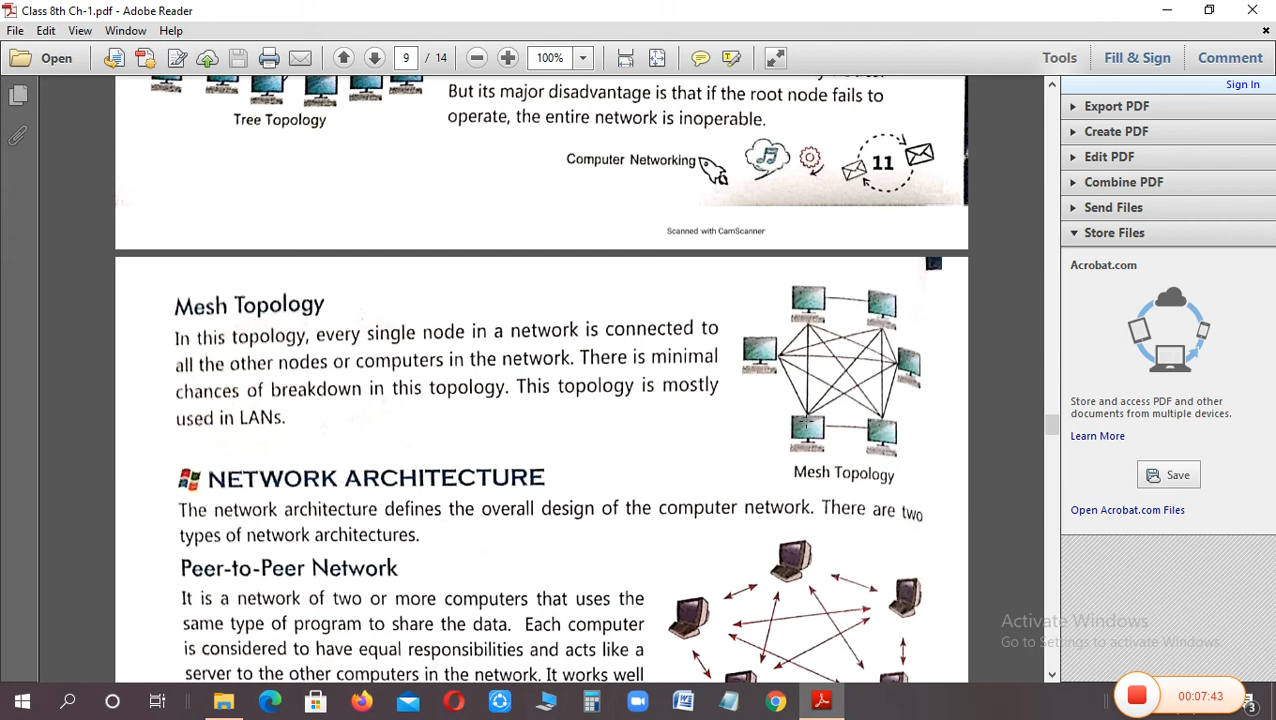 Class 8th Ch-1.pdf - Adobe Reader
File Edit View Window Help
Open 9 / 14 100% Tools Fill & Sign Comment
Sign In
But its major disadvantage is that if the root node fails to
operate, the entire network is inoperable.
Tree Topology
Computer Networking 11
Scanned with CamScanner
Mesh Topology
In this topology, every single node in a network is connected to
all the other nodes or computers in the network. There is minimal
chances of breakdown in this topology. This topology is mostly
used in LANs.
Mesh Topology
NETWORK ARCHITECTURE
The network architecture defines the overall design of the computer network. There are two
types of network architectures.
Peer-to-Peer Network
It is a network of two or more computers that uses the
same type of program to share the data. Each computer
is considered to have equal responsibilities and acts like a
server to the other computers in the network. It works well
Export PDF
Create PDF
Edit PDF
Combine PDF
Send Files
Store Files
Acrobat.com
Store and access PDF and other
documents from multiple devices.
Learn More
Save
Open Acrobat.com Files
Activate Windows
Go to Settings to activate Windows.
00:07:43
3